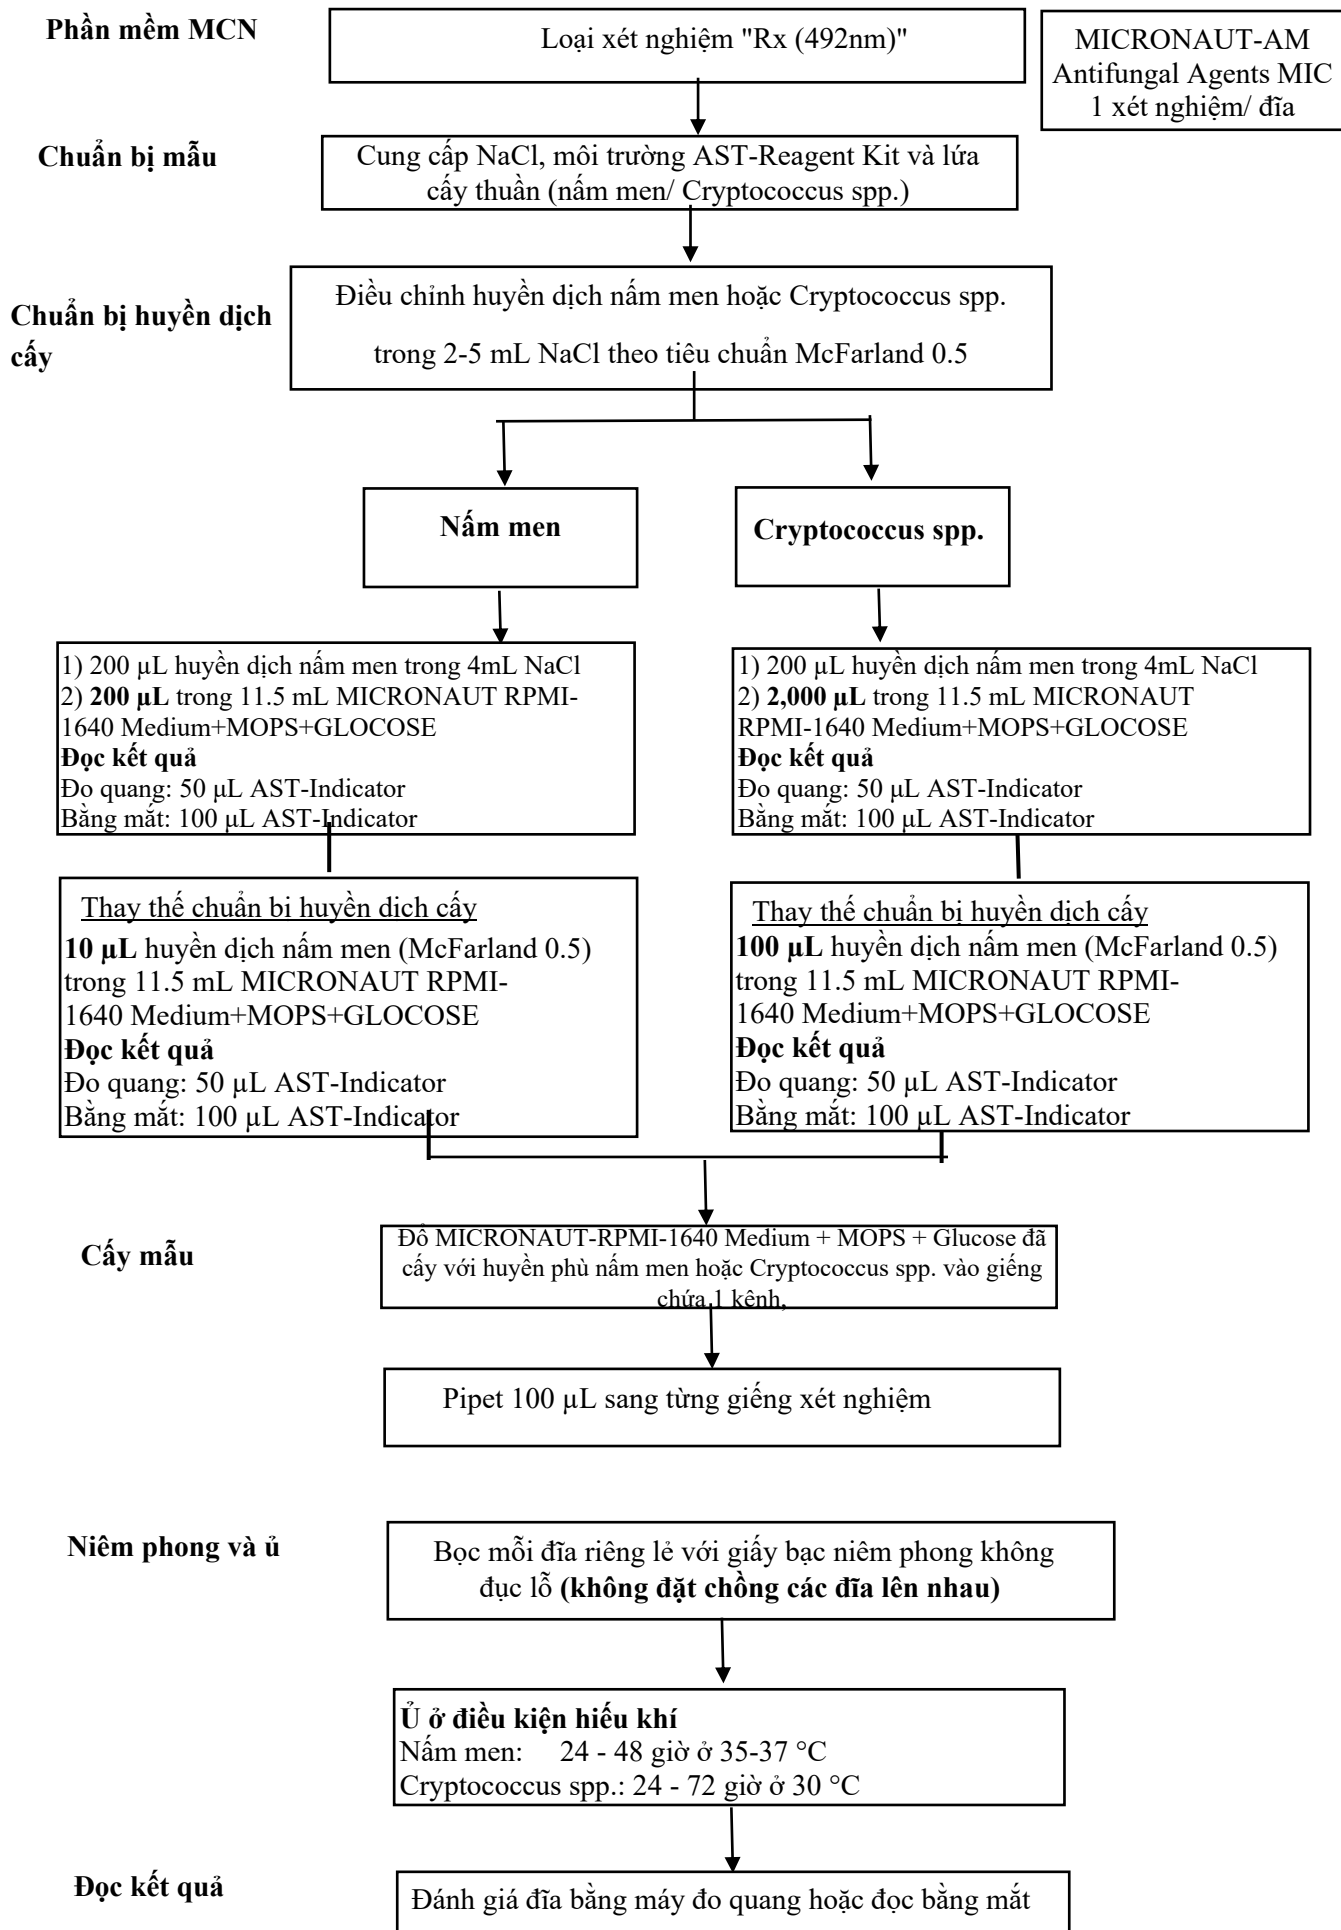 Phần mềm MCN
Loại xét nghiệm "Rx (492nm)"
MICRONAUT-AM
Antifungal Agents MIC
1 xét nghiệm/ đĩa
Chuẩn bị mẫu
Cung cấp NaCl, môi trường AST-Reagent Kit và lứa
cấy thuần (nấm men/ Cryptococcus spp.)
Chuẩn bị huyền dịch
cấy
Điều chỉnh huyền dịch nấm men hoặc Cryptococcus spp.
trong 2-5 mL NaCl theo tiêu chuẩn McFarland 0.5
Nấm men
Cryptococcus spp.
1) 200 µL huyền dịch nấm men trong 4mL NaCl
2) 200 µL trong 11.5 mL MICRONAUT RPMI-
1640 Medium+MOPS+GLOCOSE
Đọc kết quả
Đo quang: 50 µL AST-Indicator
Bằng mắt: 100 µL AST-Indicator
1) 200 µL huyền dịch nấm men trong 4mL NaCl
2) 2,000 µL trong 11.5 mL MICRONAUT
RPMI-1640 Medium+MOPS+GLOCOSE
Đọc kết quả
Đo quang: 50 µL AST-Indicator
Bằng mắt: 100 µL AST-Indicator
Thay thế chuẩn bi huyền dich cấy
10 µL huyền dịch nấm men (McFarland 0.5)
trong 11.5 mL MICRONAUT RPMI-
1640 Medium+MOPS+GLOCOSE
Đọc kết quả
Đo quang: 50 µL AST-Indicator
Bằng mắt: 100 µL AST-Indicator
Thay thế chuẩn bị huyền dịch cấy
100 µL huyền dịch nấm men (McFarland 0.5)
trong 11.5 mL MICRONAUT RPMI-
1640 Medium+MOPS+GLOCOSE
Đọc kết quả
Đo quang: 50 µL AST-Indicator
Bằng mắt: 100 µL AST-Indicator
Cấy mẫu
Đổ MICRONAUT-RPMI-1640 Medium + MOPS + Glucose đã
cấy với huyền phù nấm men hoặc Cryptococcus spp. vào giếng
chứa 1 kênh,
Pipet 100 µL sang từng giếng xét nghiệm
Niêm phong và ủ
Bọc mỗi đĩa riêng lẻ với giấy bạc niêm phong không
đục lỗ (không đặt chồng các đĩa lên nhau)
Ủ ở điều kiện hiếu khí
Nấm men: 24 - 48 giờ ở 35-37 °C
Cryptococcus spp.: 24 - 72 giờ ở 30 °C
Đọc kết quả
Đánh giá đĩa bằng máy đo quang hoặc đọc bằng mắt